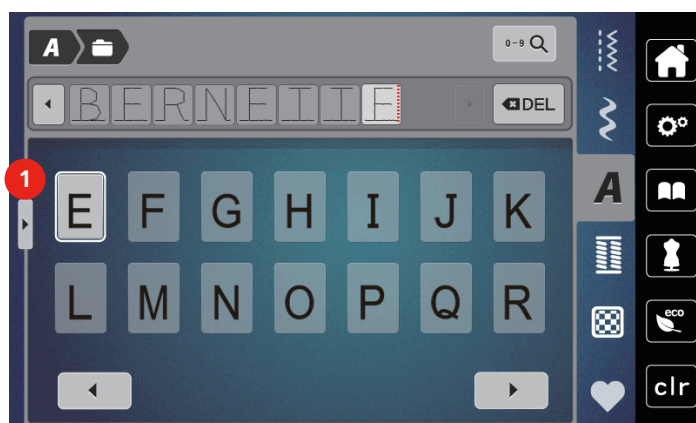 A 0-9
BERNETTE DEL
1
E F G H I J K
A
L M N O P Q R
eco
clr